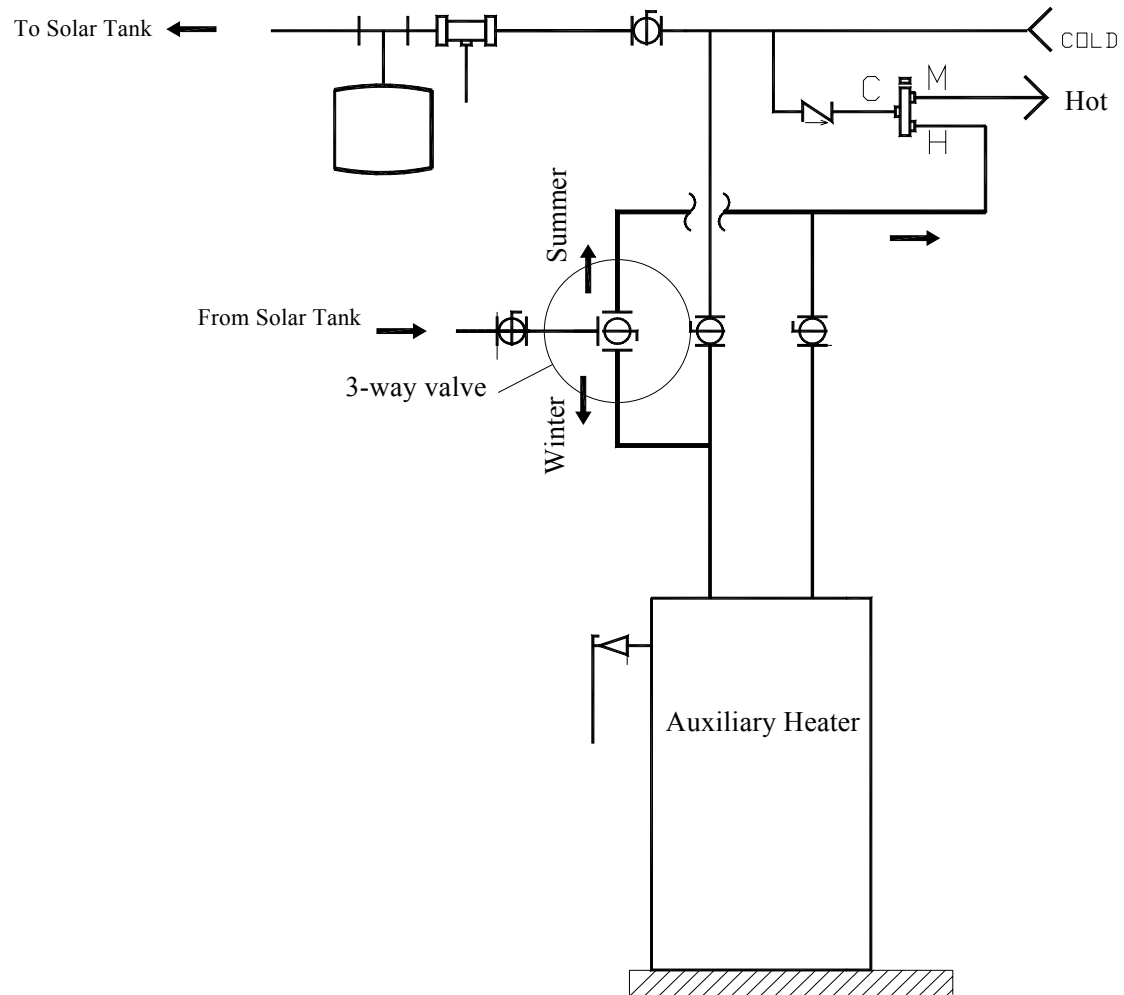 To Solar Tank
COLD
C
M
Hot
H
Summer
From Solar Tank
3-way valve
Winter
Auxiliary Heater